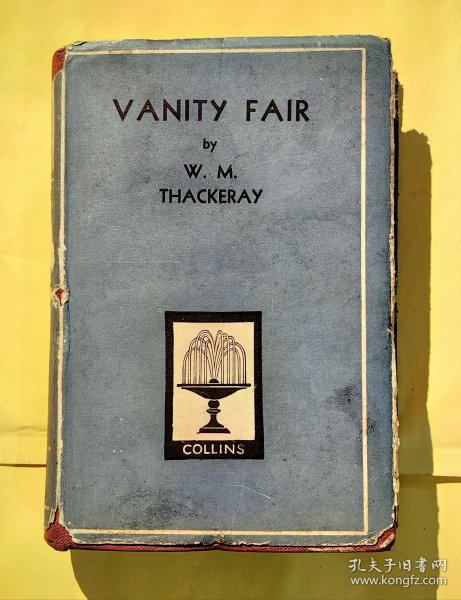 VANITY FAIR
by
W. M.
THACKERAY
COLLINS
孔夫子旧书网
www.kongfz.com